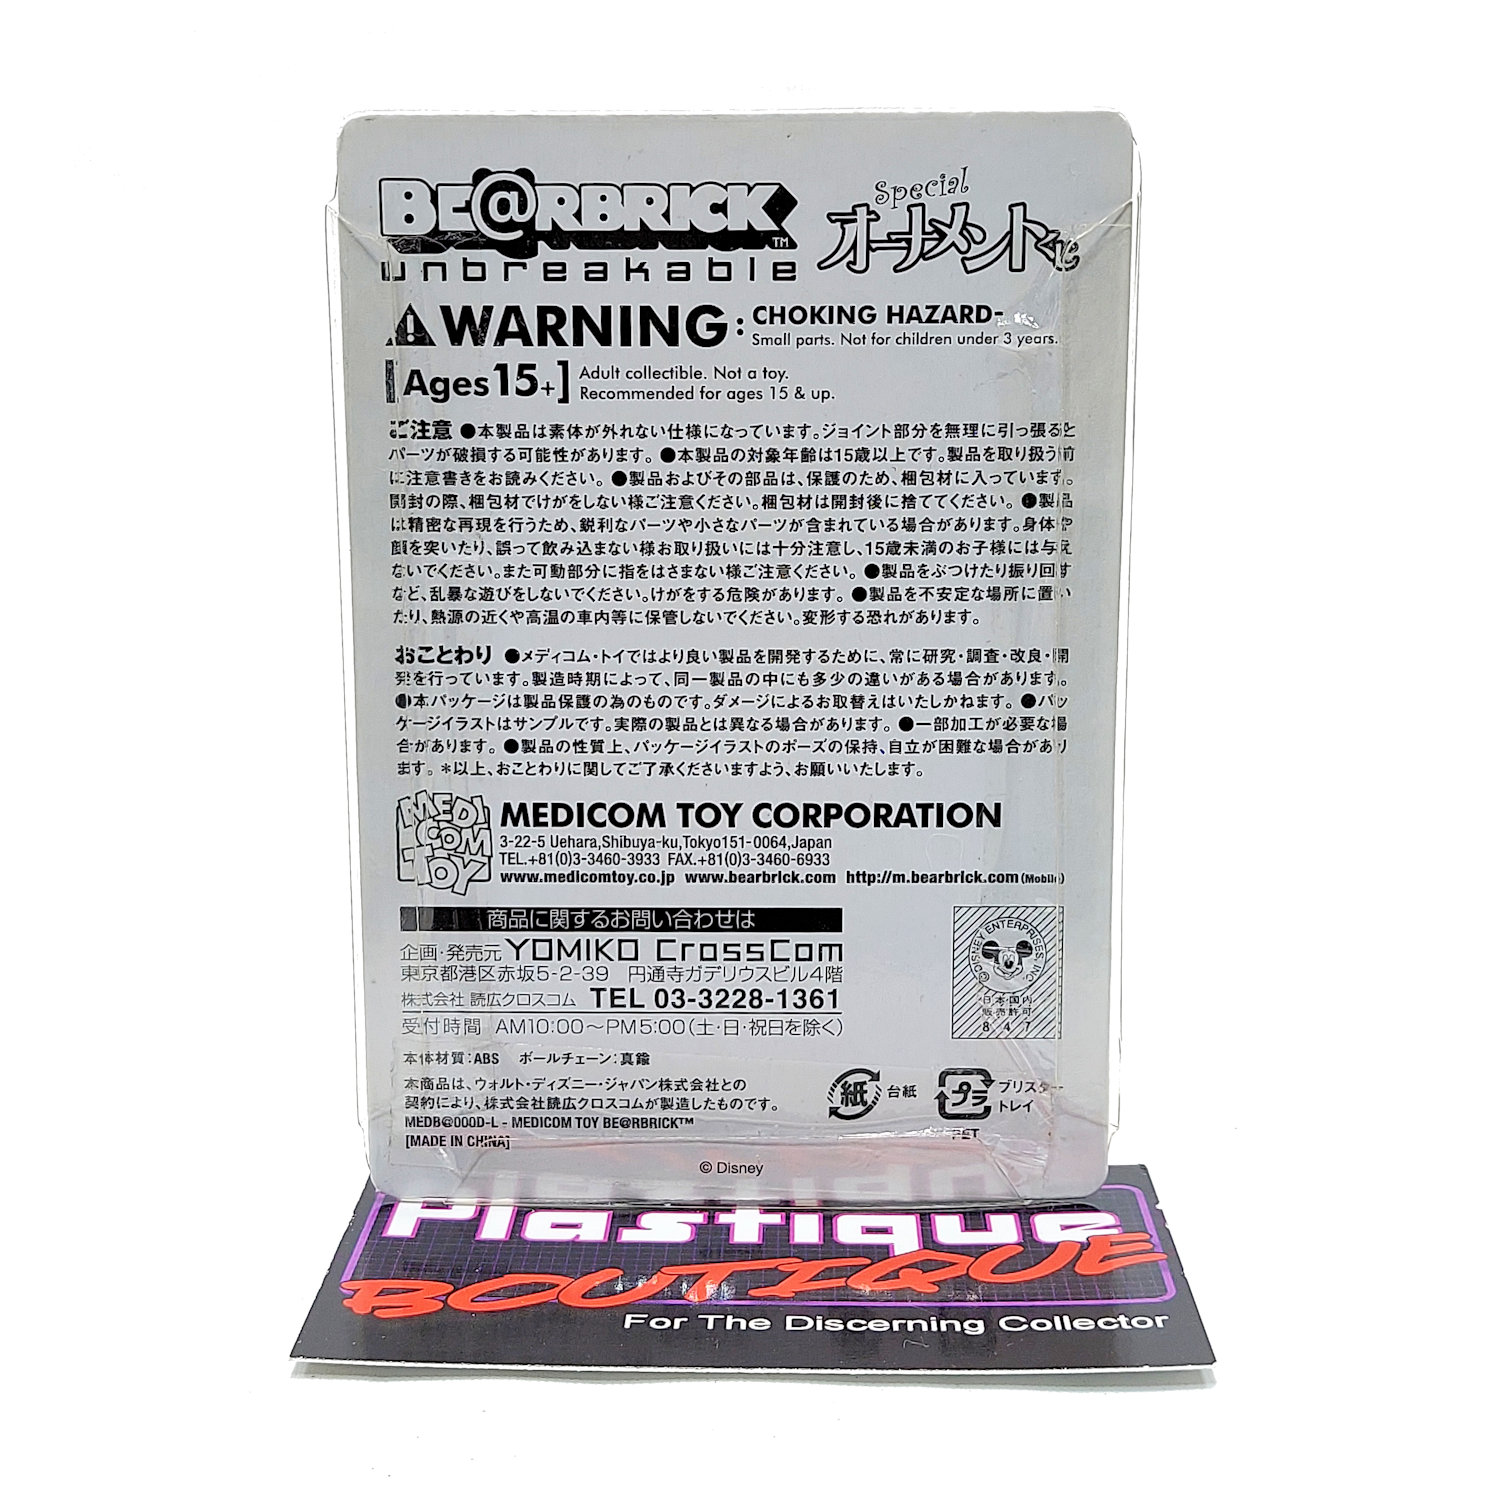 BE@RBRICK™
unbreakable
Special
オーナメントくじ
WARNING: CHOKING HAZARD-
Small parts. Not for children under 3 years.
[Ages15+] Adult collectible. Not a toy.
Recommended for ages 15 & up.
ご注意 ●本製品は素体が外れない仕様になっています。ジョイント部分を無理に引っ張ると
パーツが破損する可能性があります。 ●本製品の対象年齢は15歳以上です。製品を取り扱う前
に注意書きをお読みください。 ●製品およびその部品は、保護のため、梱包材に入っています。
開封の際、梱包材でけがをしない様ご注意ください。梱包材は開封後に捨ててください。 ●製品
は精密な再現を行うため、鋭利なパーツや小さなパーツが含まれている場合があります。身体や
顔を突いたり、誤って飲み込まない様お取り扱いには十分注意し、15歳未満のお子様には与え
ないでください。また可動部分に指をはさまない様ご注意ください。 ●製品をぶつけたり振り回す
など、乱暴な遊びをしないでください。けがをする危険があります。 ●製品を不安定な場所に置い
たり、熱源の近くや高温の車内等に保管しないでください。変形する恐れがあります。
おことわり ●メディコム・トイではより良い製品を開発するために、常に研究・調査・改良・開
発を行っています。製造時期によって、同一製品の中にも多少の違いがある場合があります。
●本パッケージは製品保護の為のものです。ダメージによるお取替えはいたしかねます。 ●パッ
ケージイラストはサンプルです。実際の製品とは異なる場合があります。 ●一部加工が必要な場
合があります。 ●製品の性質上、パッケージイラストのポーズの保持、自立が困難な場合があり
ます。 *以上、おことわりに関してご了承くださいますよう、お願いいたします。
MEDI
COM
TOY
MEDICOM TOY CORPORATION
3-22-5 Uehara,Shibuya-ku,Tokyo151-0064,Japan
TEL.+81(0)3-3460-3933 FAX.+81(0)3-3460-6933
www.medicomtoy.co.jp www.bearbrick.com http://m.bearbrick.com(Mobile)
商品に関するお問い合わせは
企画・発売元 YOMIKO CrossCom
東京都港区赤坂5-2-39 円通寺ガデリウスビル4階
株式会社 読広クロスコム TEL 03-3228-1361
受付時間 AM10:00～PM5:00(土・日・祝日を除く)
©DISNEY ENTERPRISES, INC.
日本国内
販売許可
847
本体材質：ABS ボールチェーン：真鍮
本商品は、ウォルト・ディズニー・ジャパン株式会社との
契約により、株式会社読広クロスコムが製造したものです。
MEDB@000D-L - MEDICOM TOY BE@RBRICK™
[MADE IN CHINA]
紙 台紙
プラ ブリスター
トレイ
PET
© Disney
Plastique
BOUTIQUE
For The Discerning Collector